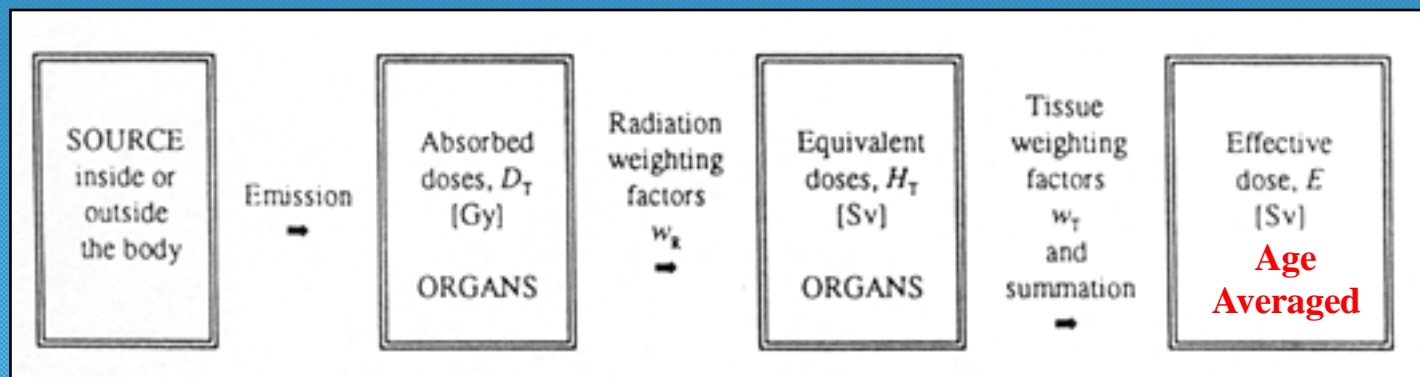 SOURCE
inside or
outside
the body
Emission
➡
Absorbed
doses, D_T
[Gy]
ORGANS
Radiation
weighting
factors
w_R
➡
Equivalent
doses, H_T
[Sv]
ORGANS
Tissue
weighting
factors
w_T
and
summation
➡
Effective
dose, E
[Sv]
Age
Averaged